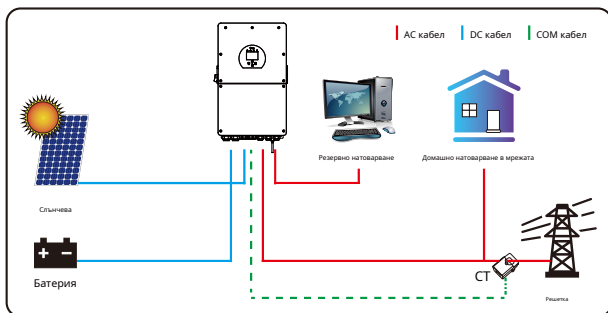 AC кабел
DC кабел
COM кабел
Резервно натоварване
Домашно натоварване в мрежата
Слънчева
Батерия
CT
Решетка